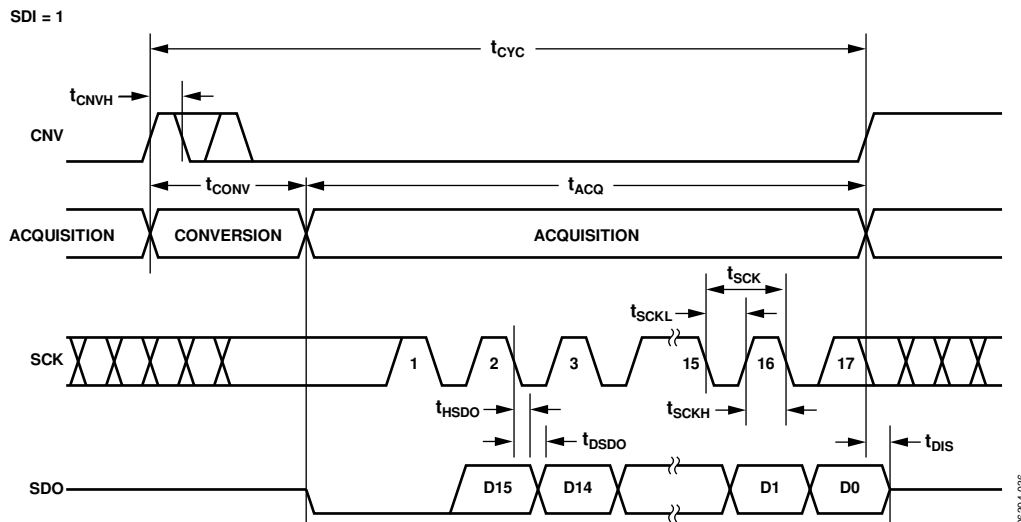 SDI = 1
tCYC
tCNVH
CNV
tCONV
tACQ
ACQUISITION
CONVERSION
ACQUISITION
tSCK
tSCKL
SCK
1
2
3
15
16
17
tHSDO
tSCKH
tDSDO
tDIS
SDO
D15
D14
D1
D0